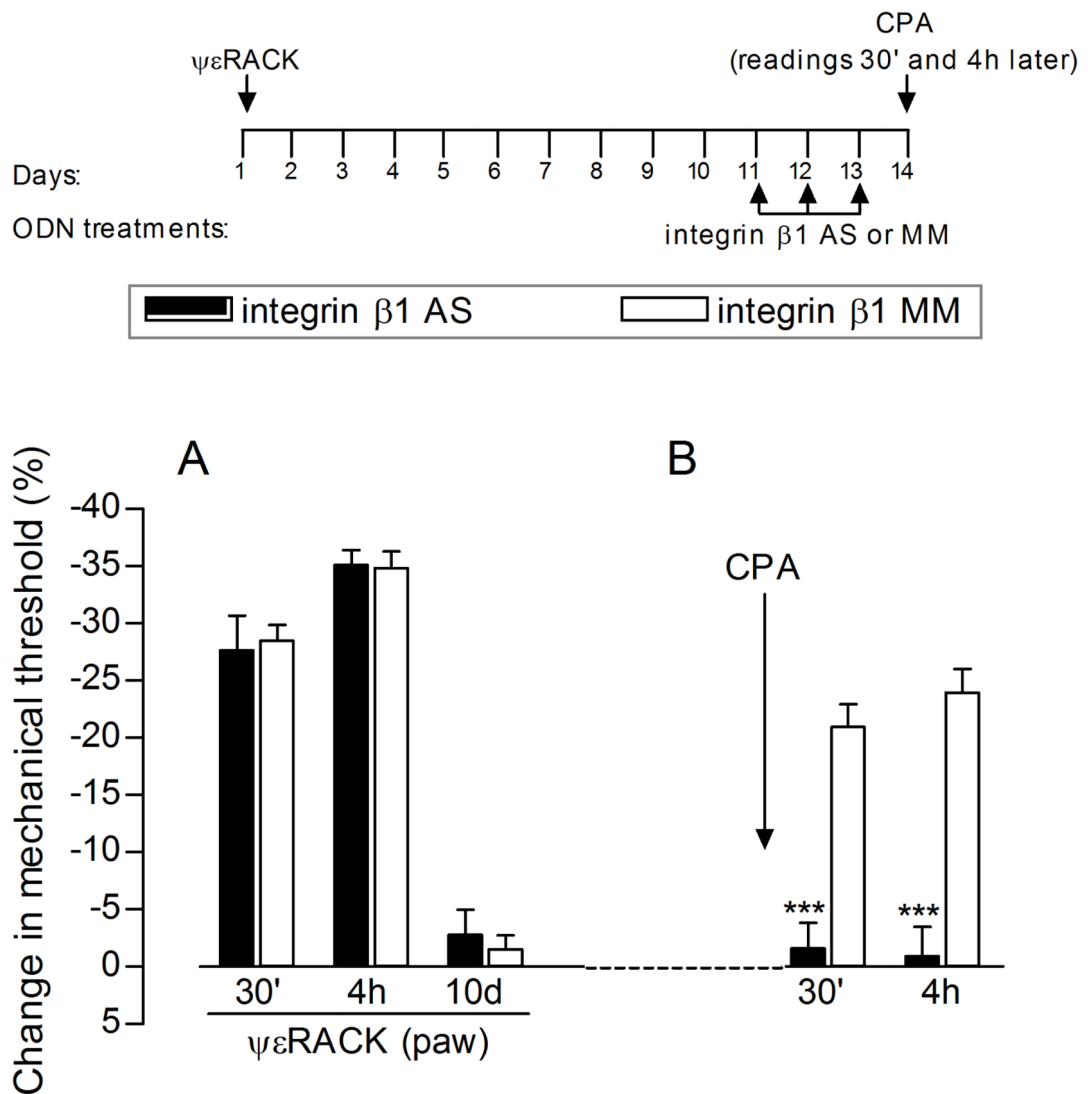 CPA
ψεRACK
(readings 30' and 4h later)
Days:
1 2 3 4 5 6 7 8 9 10 11 12 13 14
ODN treatments:
integrin β1 AS or MM
integrin β1 AS
integrin β1 MM
Change in mechanical threshold (%)
A
B
-40
-35
-30
-25
-20
-15
-10
-5
0
5
CPA
***
***
30' 4h 10d
ψεRACK (paw)
30' 4h